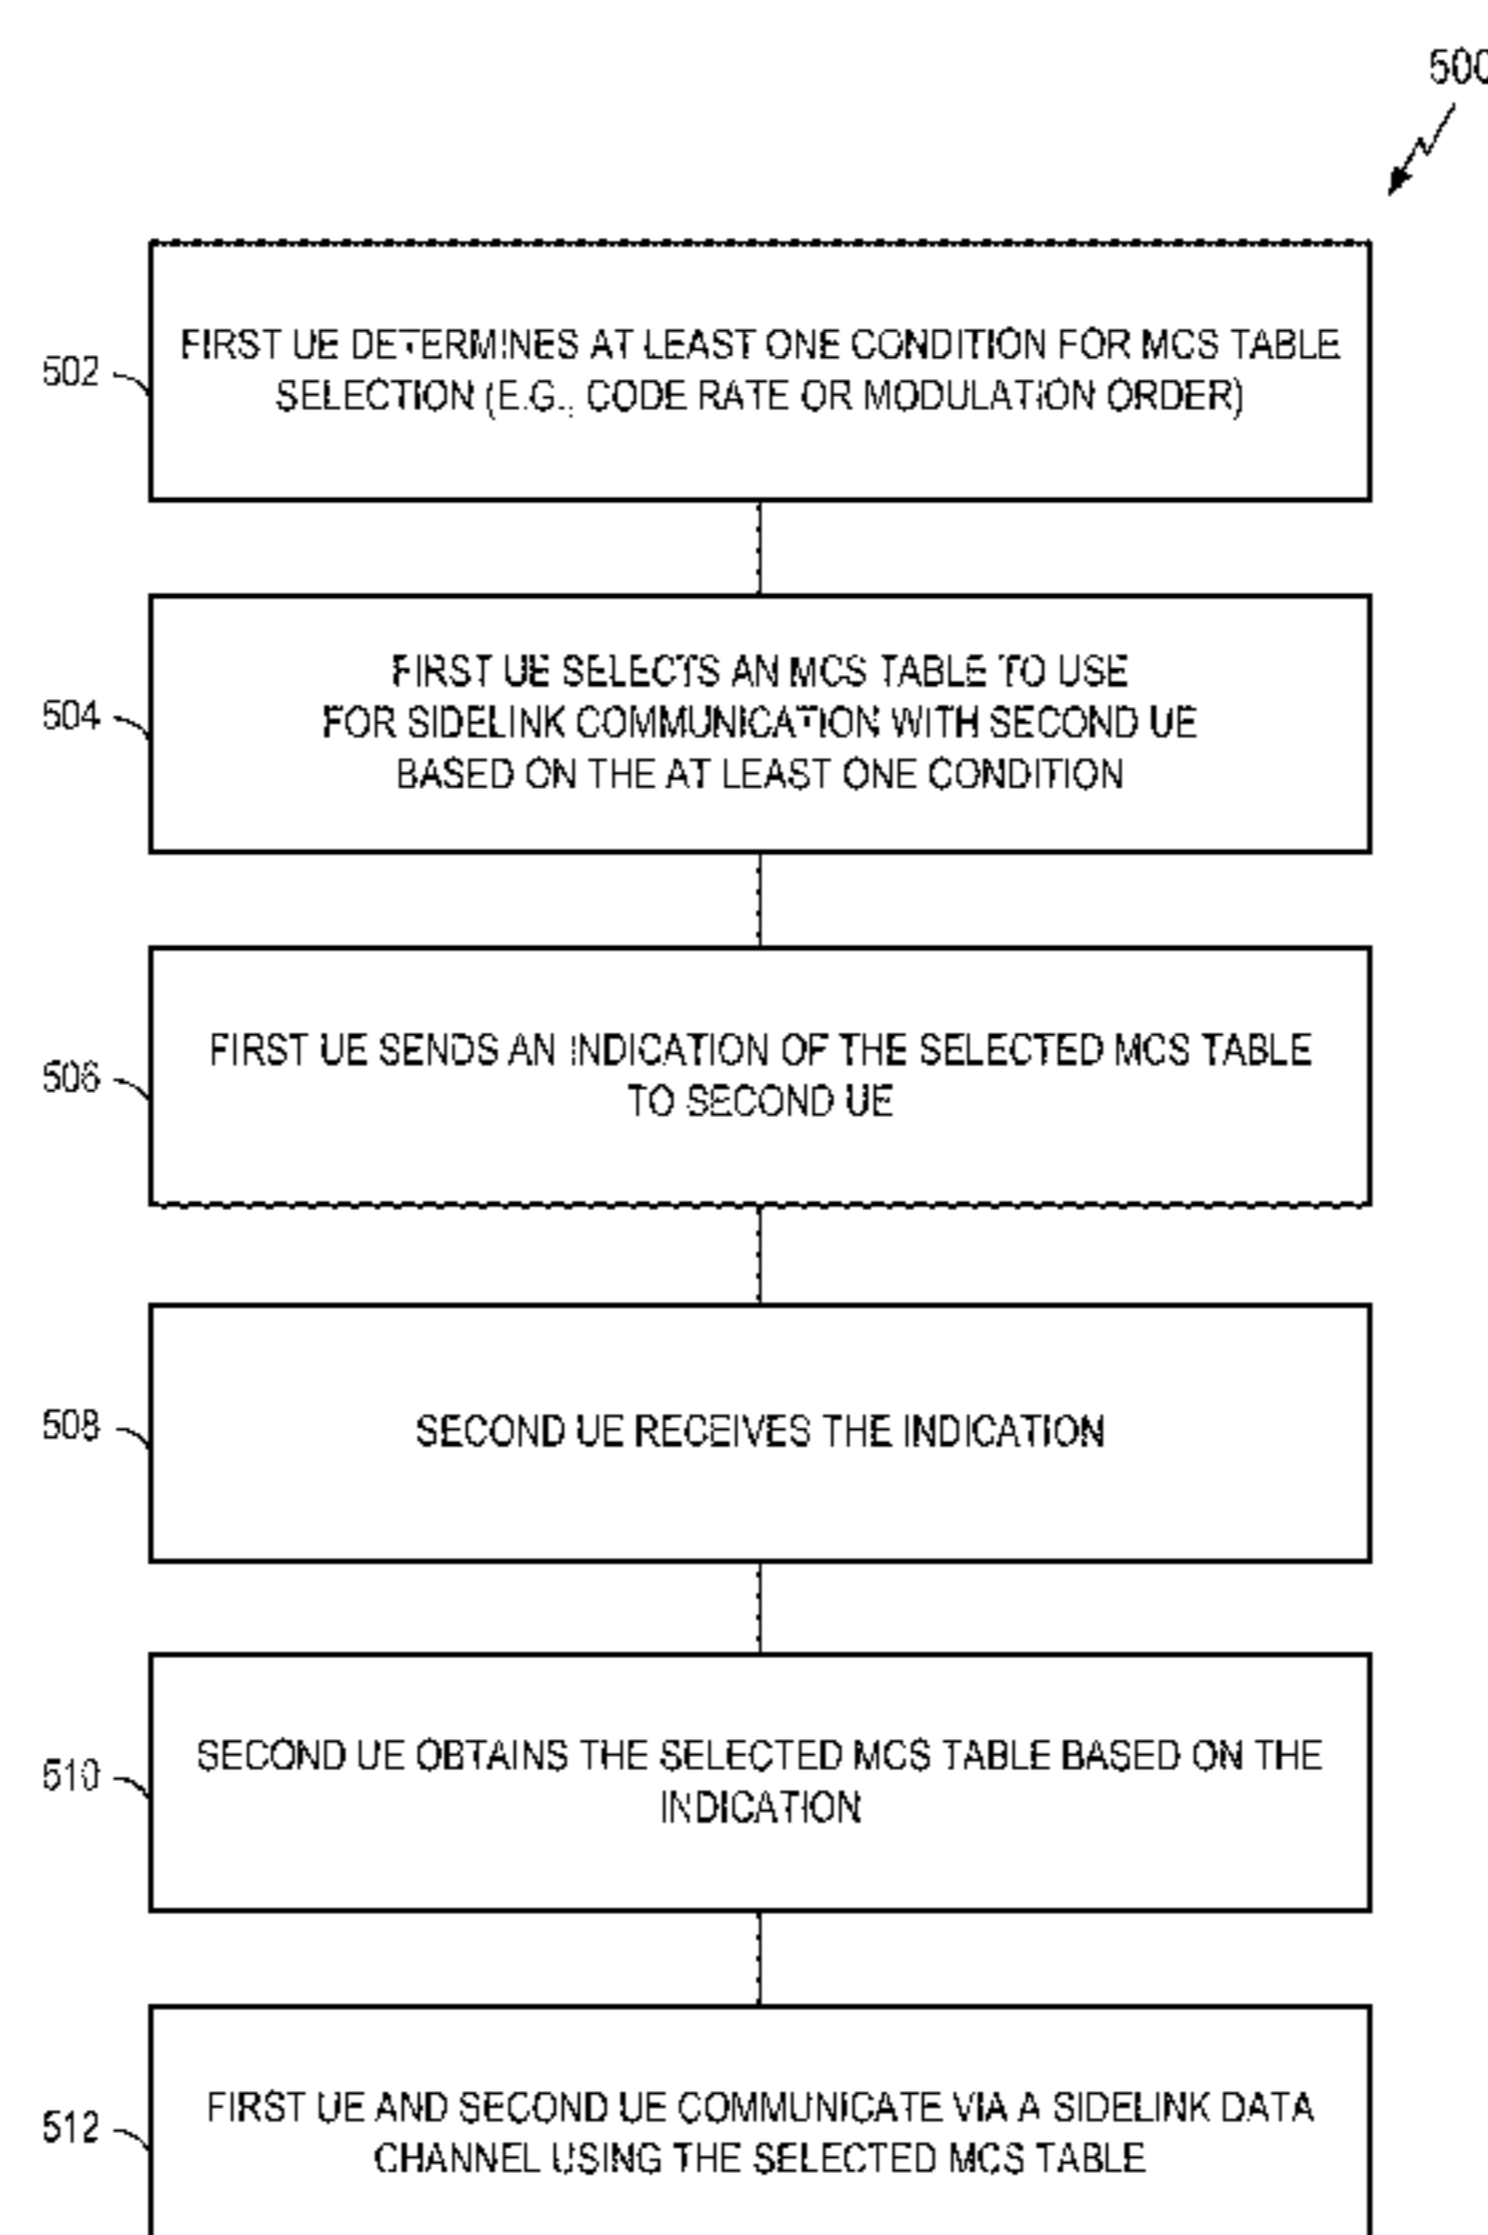 500
502
FIRST UE DETERMINES AT LEAST ONE CONDITION FOR MCS TABLE
SELECTION (E.G., CODE RATE OR MODULATION ORDER)
504
FIRST UE SELECTS AN MCS TABLE TO USE
FOR SIDELINK COMMUNICATION WITH SECOND UE
BASED ON THE AT LEAST ONE CONDITION
506
FIRST UE SENDS AN INDICATION OF THE SELECTED MCS TABLE
TO SECOND UE
508
SECOND UE RECEIVES THE INDICATION
510
SECOND UE OBTAINS THE SELECTED MCS TABLE BASED ON THE
INDICATION
512
FIRST UE AND SECOND UE COMMUNICATE VIA A SIDELINK DATA
CHANNEL USING THE SELECTED MCS TABLE